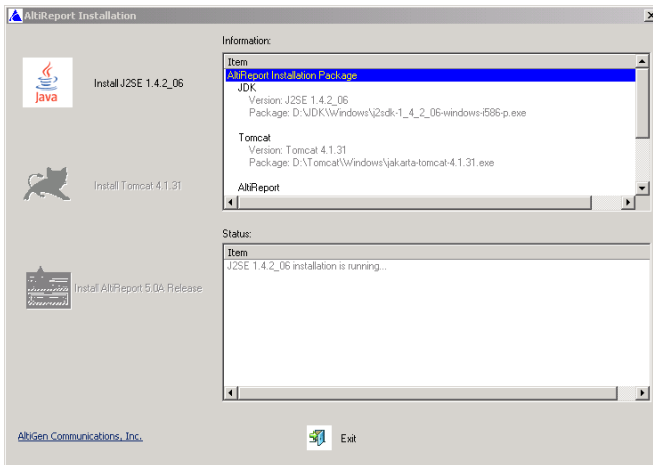 AltiReport Installation
Information:
Item
AltiReport Installation Package
JDK
Version: J2SE 1.4.2_06
Package: D:\JDK\Windows\j2sdk-1_4_2_06-windows-i586-p.exe
Tomcat
Version: Tomcat 4.1.31
Package: D:\Tomcat\Windows\jakarta-tomcat-4.1.31.exe
AltiReport
Java
Install J2SE 1.4.2_06
Install Tomcat 4.1.31
Install AltiReport 5.0A Release
Status:
Item
J2SE 1.4.2_06 installation is running...
AltiGen Communications, Inc.
Exit